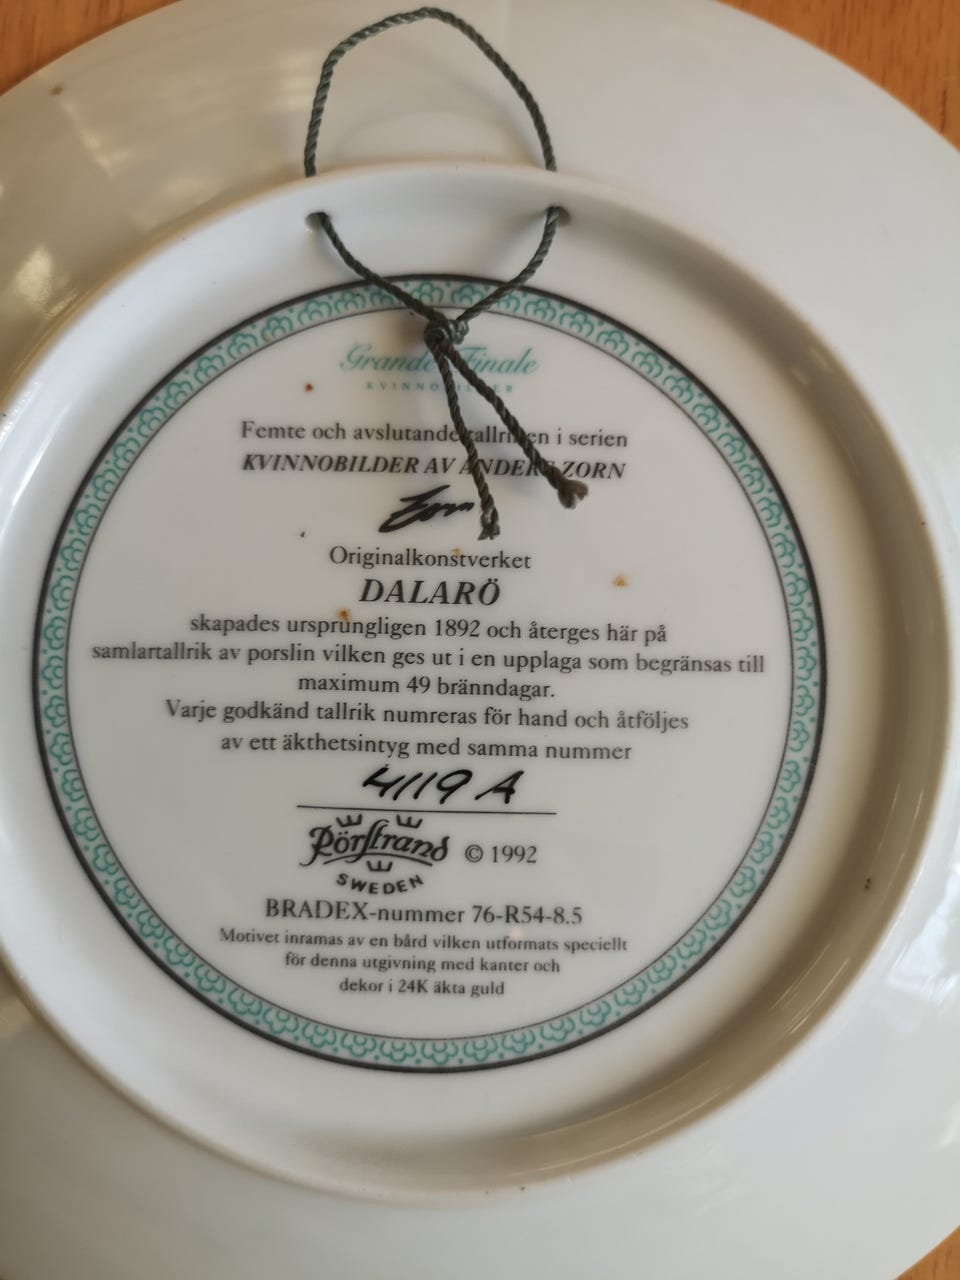 Grande Finale
KVINNOBILDER
Femte och avslutande tallriken i serien
KVINNOBILDER AV ANDERS ZORN
Zorn
Originalkonstverket
DALARÖ
skapades ursprungligen 1892 och återges här på
samlartallrik av porslin vilken ges ut i en upplaga som begränsas till
maximum 49 bränndagar.
Varje godkänd tallrik numreras för hand och åtföljes
av ett äkthetsintyg med samma nummer
4119 A
Rörstrand © 1992
SWEDEN
BRADEX-nummer 76-R54-8.5
Motivet inramas av en bård vilken utformats speciellt
för denna utgivning med kanter och
dekor i 24K äkta guld